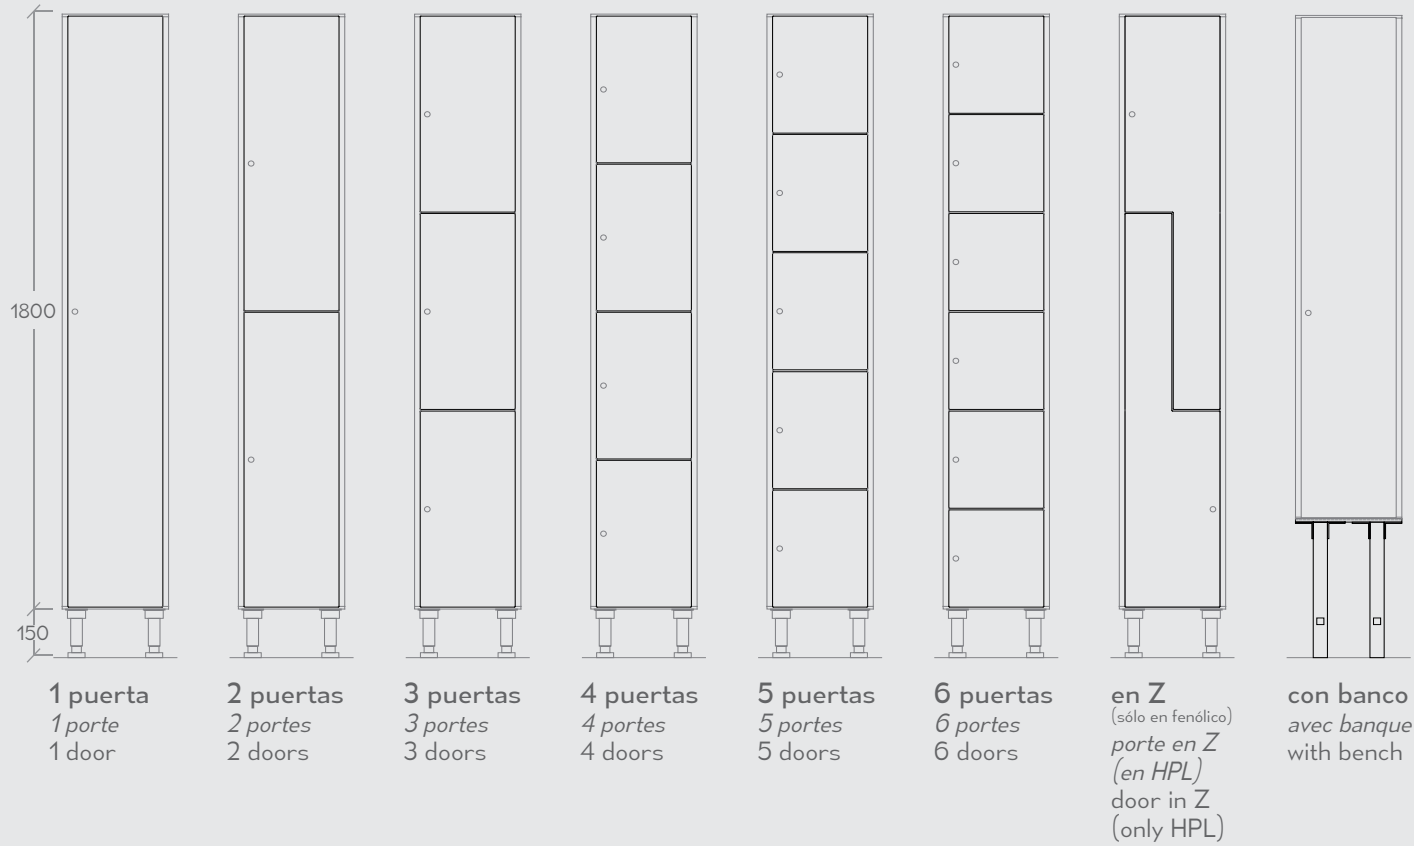 1800
150
1 puerta
1 porte
1 door
2 puertas
2 portes
2 doors
3 puertas
3 portes
3 doors
4 puertas
4 portes
4 doors
5 puertas
5 portes
5 doors
6 puertas
6 portes
6 doors
en Z
(sólo en fenólico)
porte en Z
(en HPL)
door in Z
(only HPL)
con banco
avec banque
with bench